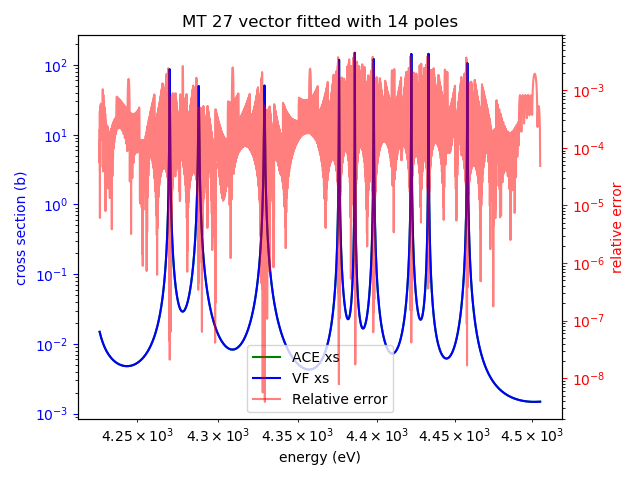 MT 27 vector fitted with 14 poles
cross section (b)
10²
10¹
10⁰
10⁻¹
10⁻²
10⁻³
10⁻³
10⁻⁴
10⁻⁵
10⁻⁶
10⁻⁷
10⁻⁸
relative error
ACE xs
VF xs
Relative error
4.25 × 10³ 4.3 × 10³ 4.35 × 10³ 4.4 × 10³ 4.45 × 10³ 4.5 × 10³
energy (eV)